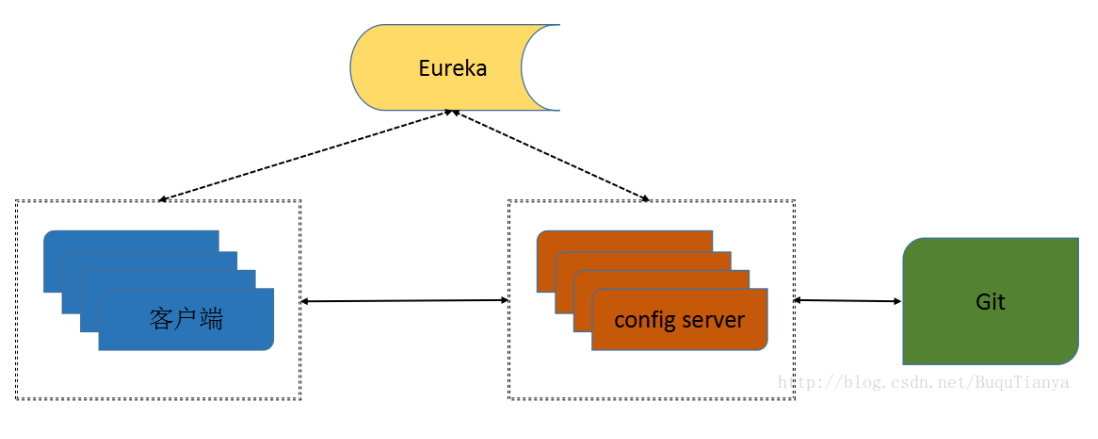 Eureka
客户端
config server
Git
http://blog.csdn.net/BuquTianya